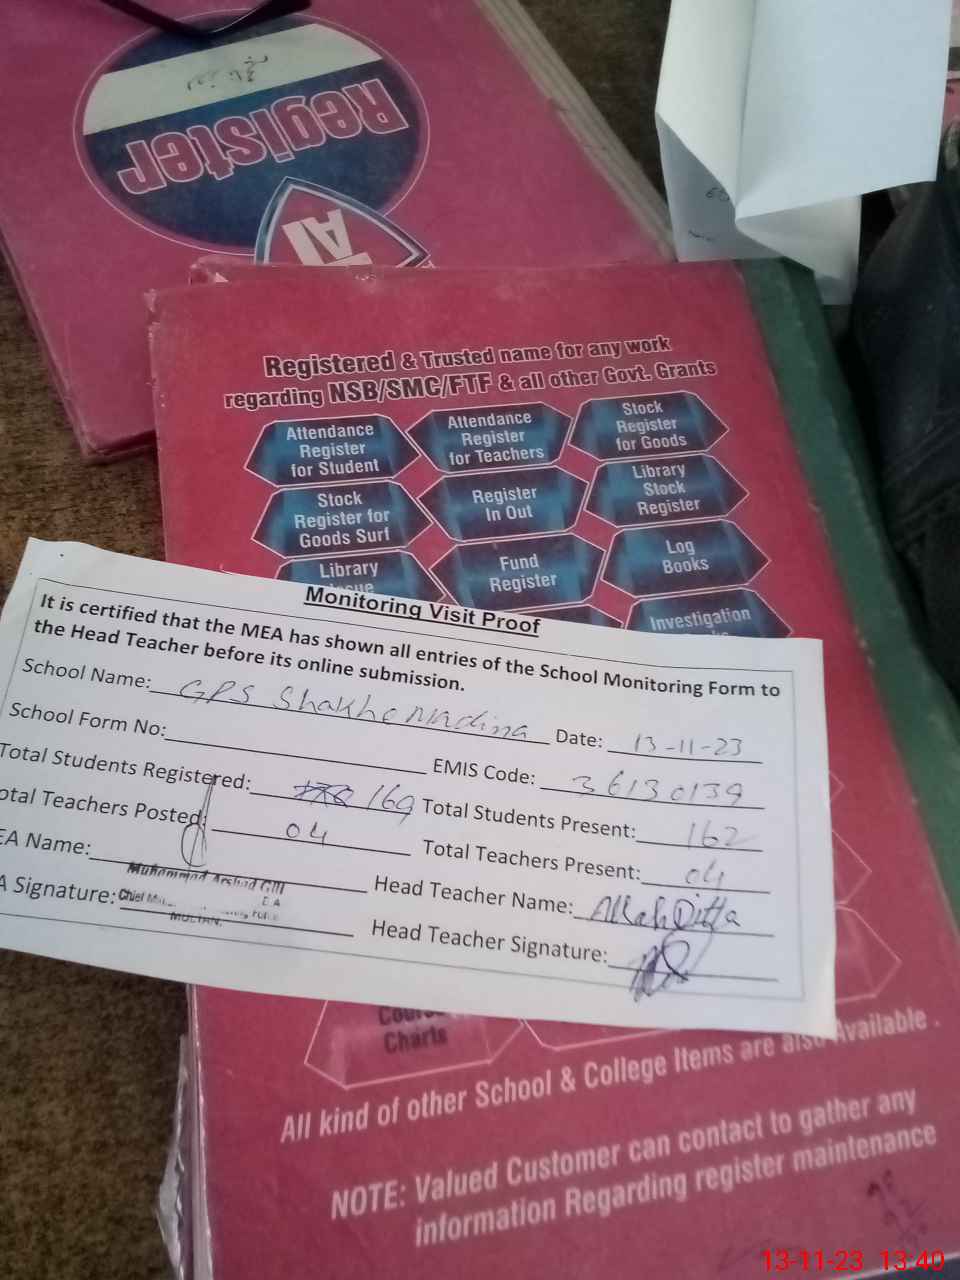 Register
Registered & Trusted name for any work
regarding NSB/SMC/FTF & all other Govt. Grants
Attendance
Register
for Student
Attendance
Register
for Teachers
Stock
Register
for Goods
Stock
Register for
Goods Surf
Register
In Out
Library
Stock
Register
Library
Fund
Register
Log
Books
Investigation
Monitoring Visit Proof
It is certified that the MEA has shown all entries of the School Monitoring Form to
the Head Teacher before its online submission.
School Name: GPS Date: 13-11-23
School Form No: EMIS Code: 36130139
Total Students Registered: 169 Total Students Present: 162
otal Teachers Posted: 04 Total Teachers Present: 04
EA Name: Head Teacher Name: Allah Ditta
Muhammad Arshad Gill
A Signature: Head Teacher Signature:
MULTAN.
Charts
All kind of other School & College Items are also Available .
NOTE: Valued Customer can contact to gather any
information Regarding register maintenance
13-11-23 13:40